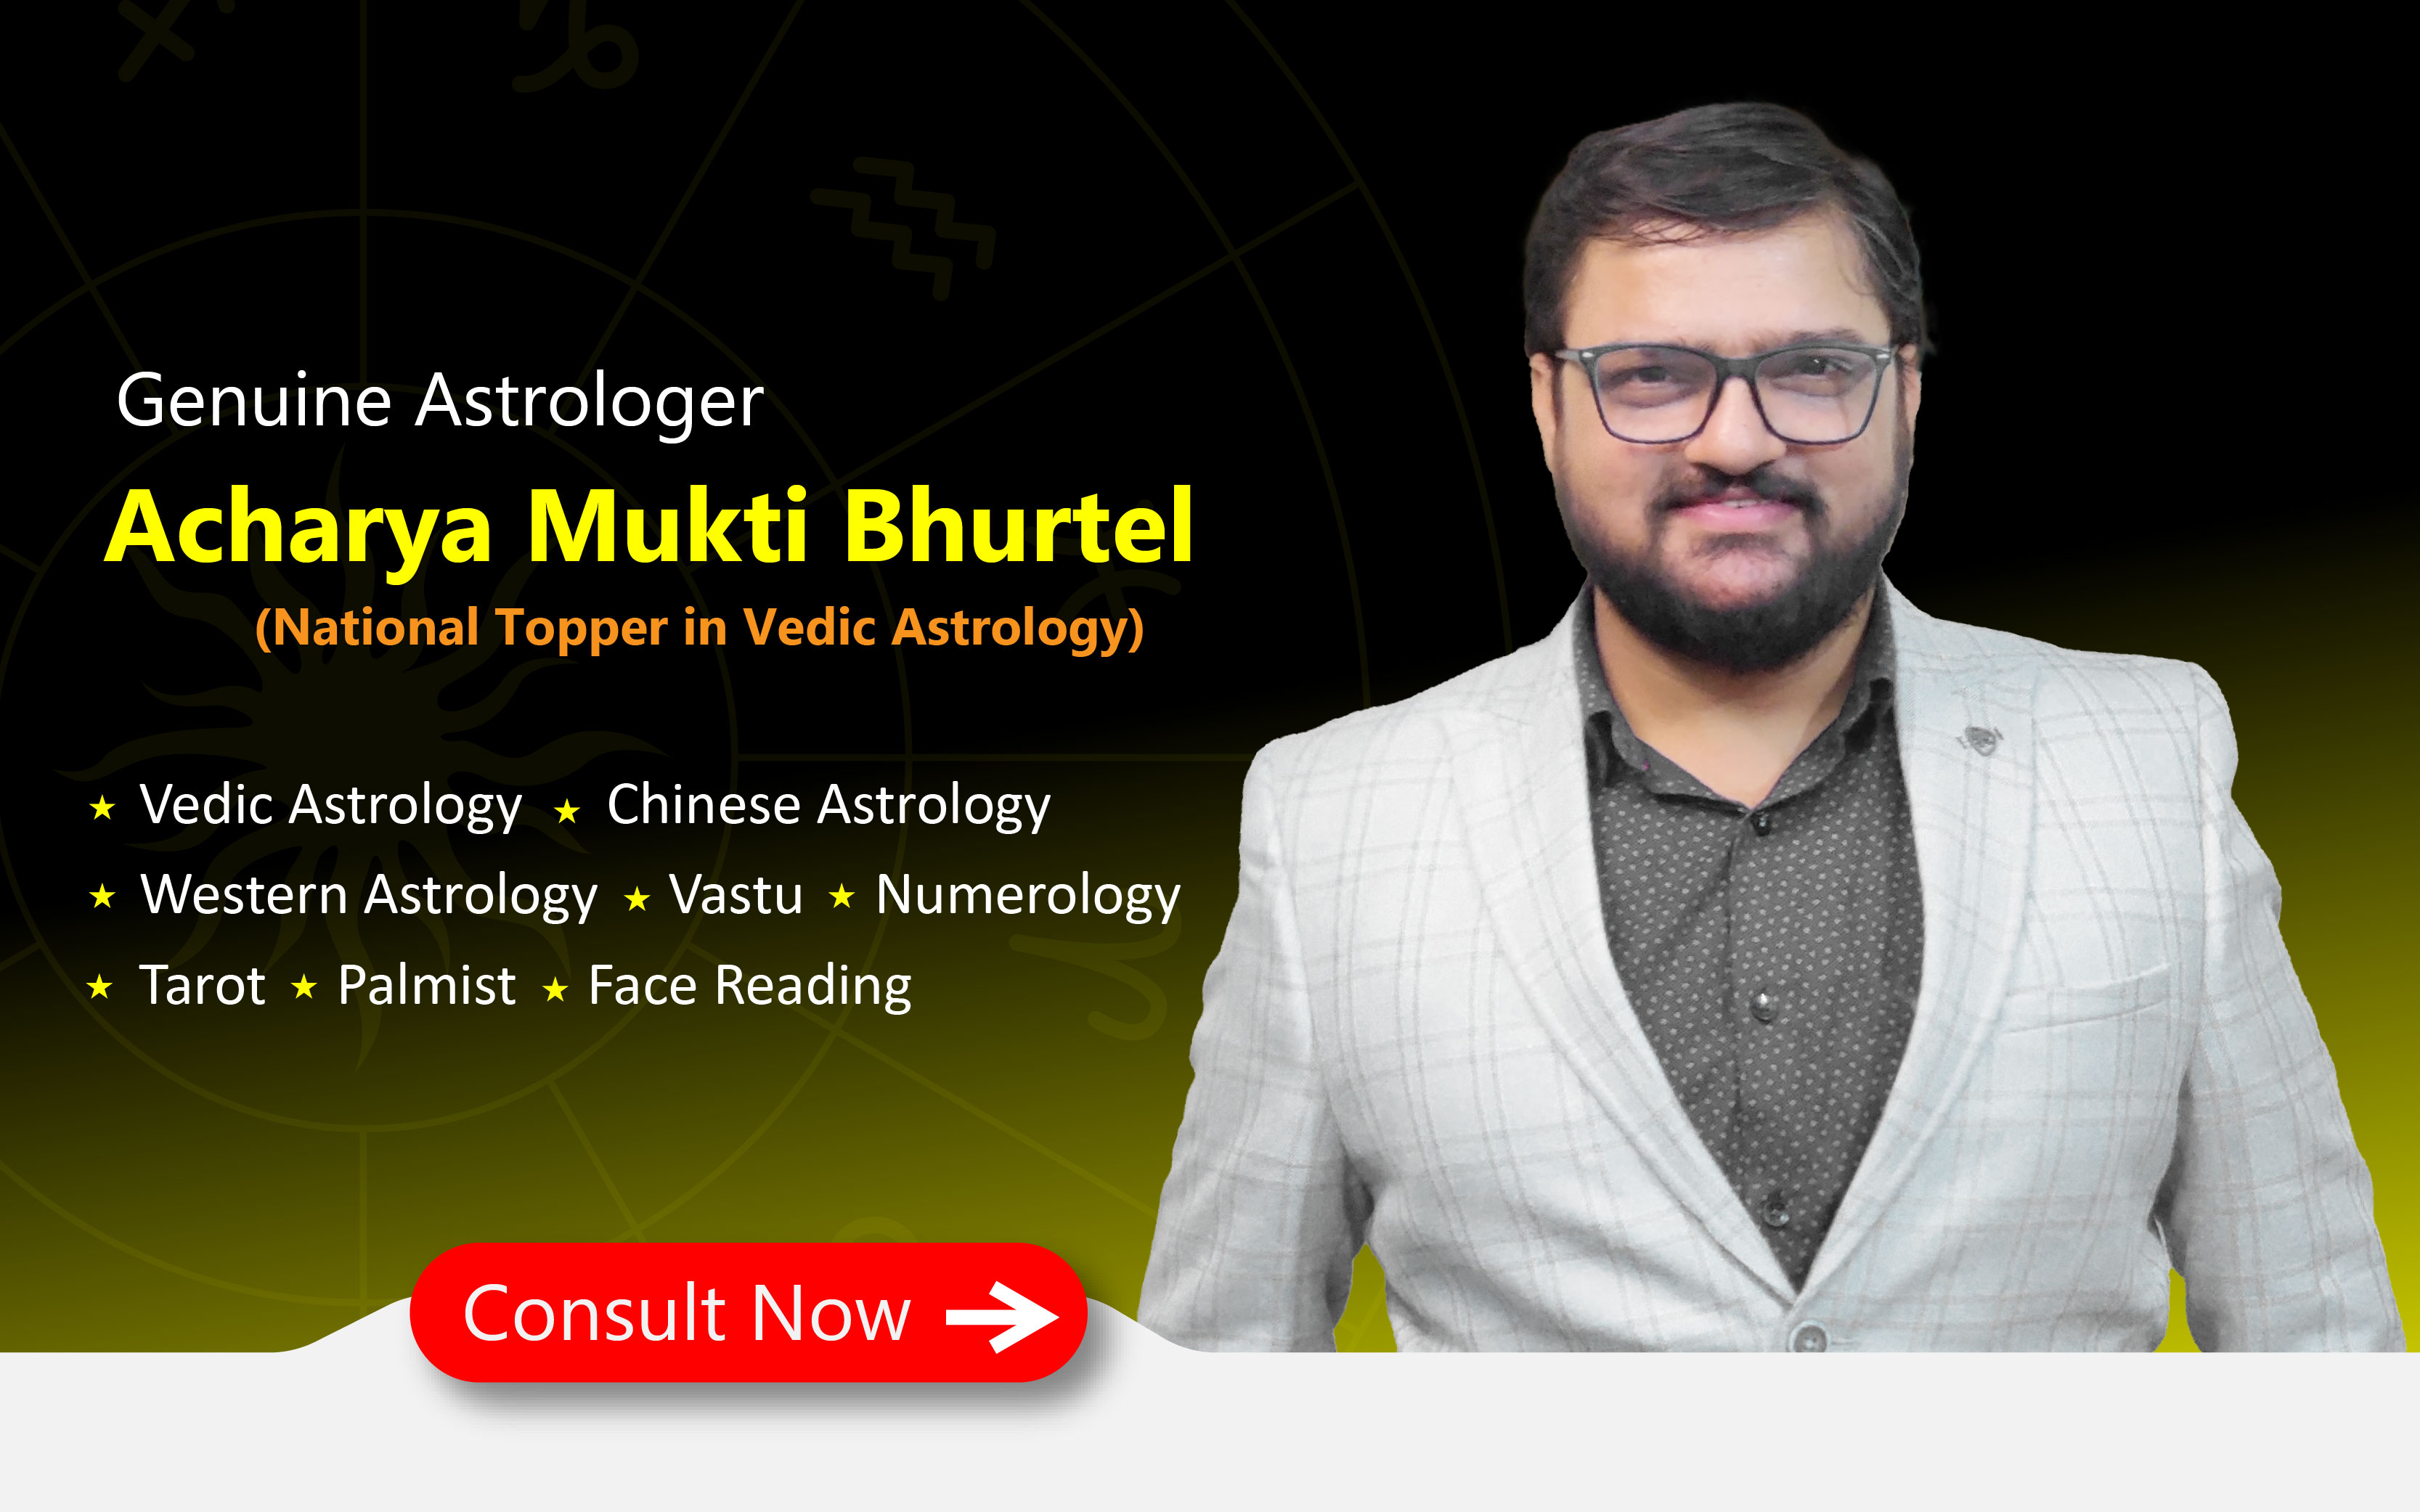 Genuine Astrologer
Acharya Mukti Bhurtel
(National Topper in Vedic Astrology)
★ Vedic Astrology ★ Chinese Astrology
★ Western Astrology ★ Vastu ★ Numerology
★ Tarot ★ Palmist ★ Face Reading
Consult Now →